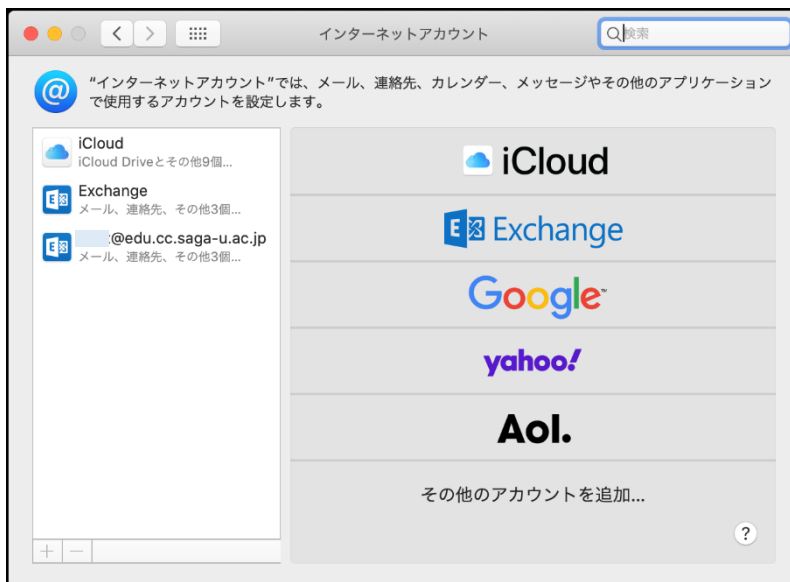 インターネットアカウント
検索
“インターネットアカウント”では、メール、連絡先、カレンダー、メッセージやその他のアプリケーション
で使用するアカウントを設定します。
iCloud
iCloud Driveとその他9個...
Exchange
メール、連絡先、その他3個...
:@edu.cc.saga-u.ac.jp
メール、連絡先、その他3個...
iCloud
E Exchange
Google™
yahoo!
Aol.
その他のアカウントを追加...
?